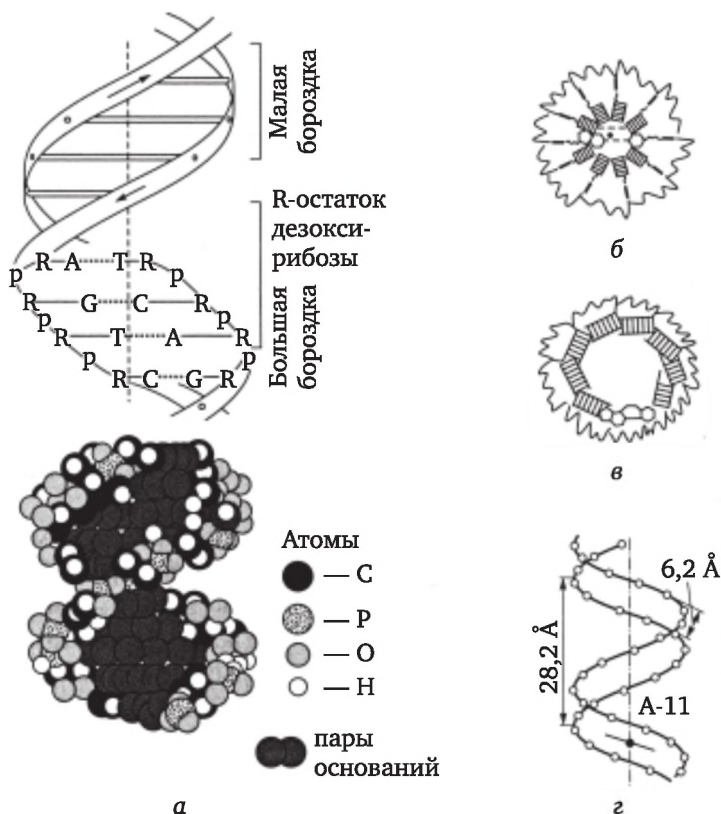 Малая
бороздка
R-остаток
дезокси-
рибозы
Большая
бороздка
p R A T R p
R G C R
p p
R T A R
p p
R C G R
б
в
Атомы
— C
— P
— O
— H
пары
оснований
а
6,2 Å
28,2 Å
А-11
г